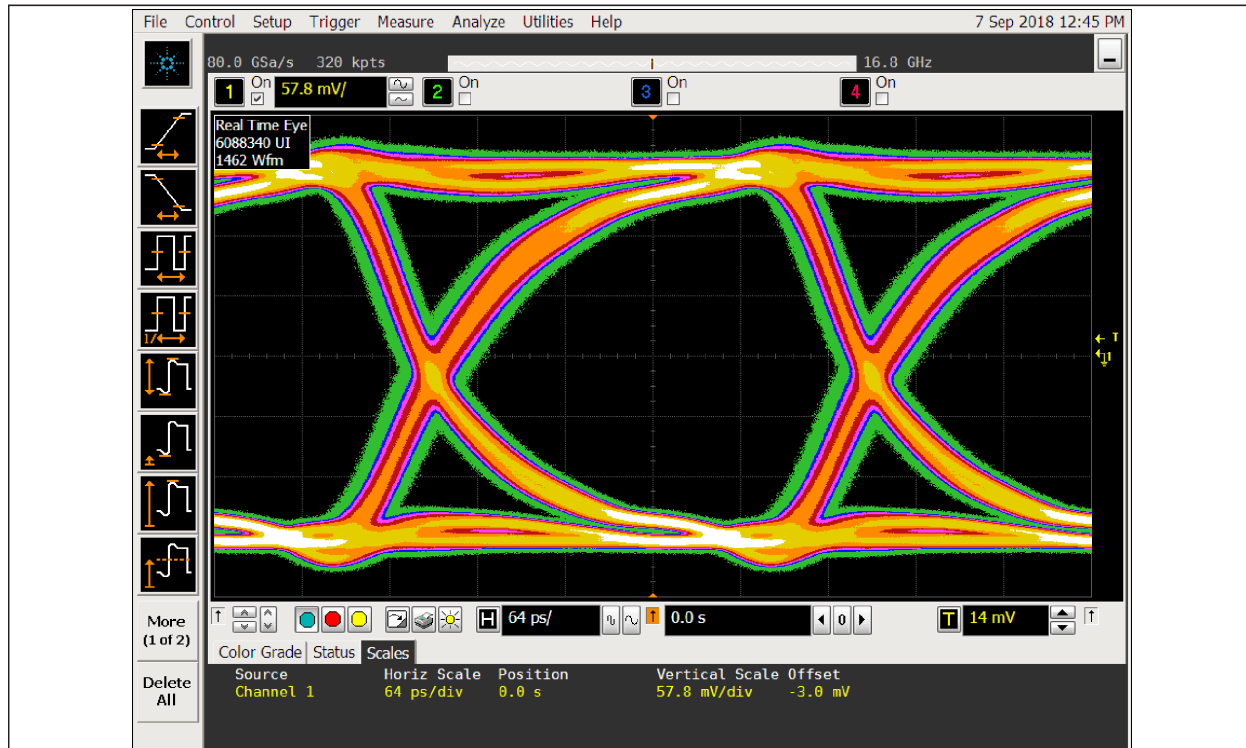 File Control Setup Trigger Measure Analyze Utilities Help 7 Sep 2018 12:45 PM
80.0 GSa/s 320 kpts 16.8 GHz
1 On 57.8 mV/ 2 On 3 On 4 On
Real Time Eye
6088340 UI
1462 Wfm
T
1
1/
More
(1 of 2)
Delete
All
H 64 ps/ T 0.0 s 0 T 14 mV
Color Grade Status Scales
Source Horiz Scale Position Vertical Scale Offset
Channel 1 64 ps/div 0.0 s 57.8 mV/div -3.0 mV